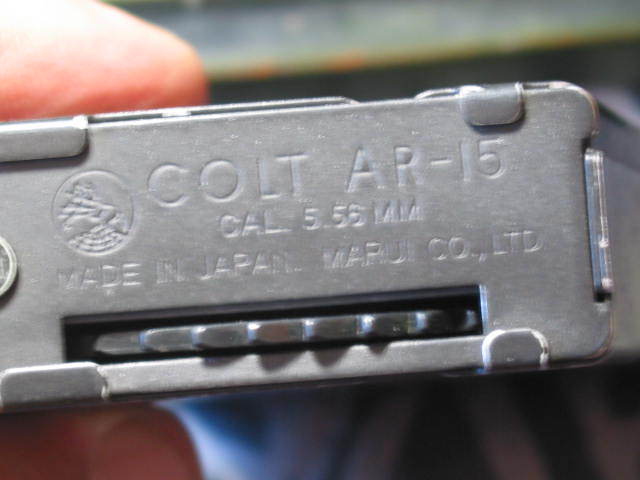 COLT AR-15
CAL. 5.56 MM
MADE IN JAPAN. MARUI CO., LTD